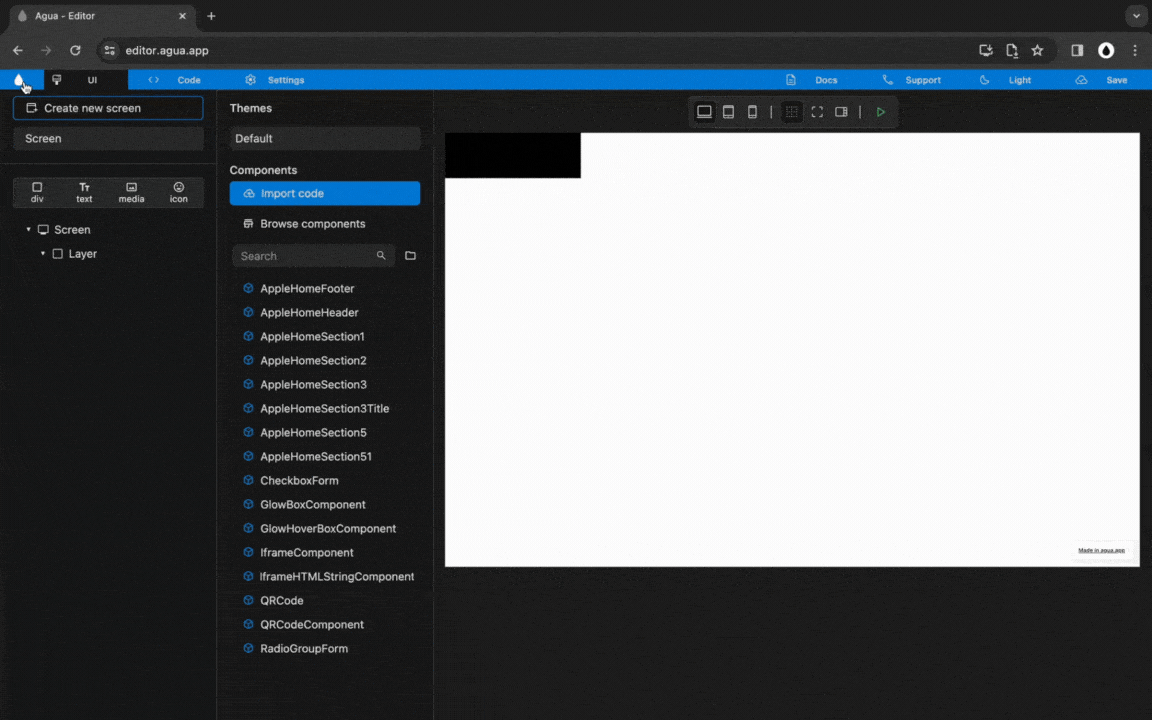 Agua - Editor
editor.agua.app
UI
Code
Settings
Docs
Support
Light
Save
Create new screen
Screen
div
text
media
icon
Screen
Layer
Themes
Default
Components
Import code
Browse components
Search
AppleHomeFooter
AppleHomeHeader
AppleHomeSection1
AppleHomeSection2
AppleHomeSection3
AppleHomeSection3Title
AppleHomeSection5
AppleHomeSection51
CheckboxForm
GlowBoxComponent
GlowHoverBoxComponent
IframeComponent
IframeHTMLStringComponent
QRCode
QRCodeComponent
RadioGroupForm
Made in agua.app